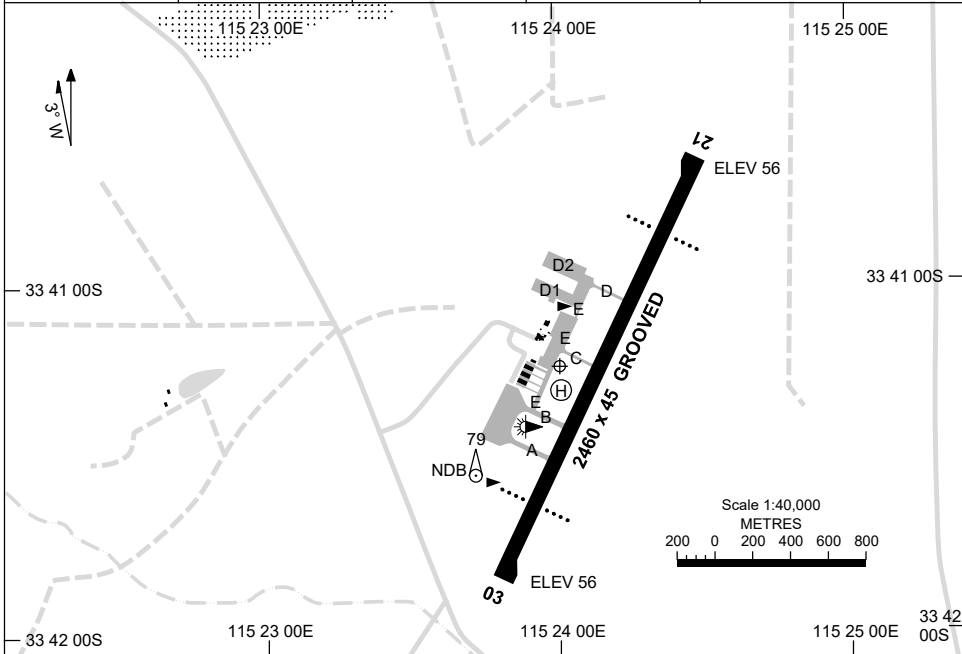 115 23 00E
115 24 00E
115 25 00E
3° W
21
ELEV 56
D2
33 41 00S
33 41 00S
D1
D
E
E
C
H
2460 x 45 GROOVED
E
B
79
A
NDB
Scale 1:40,000
METRES
200 0 200 400 600 800
ELEV 56
03
33 42 00S
115 23 00E
115 24 00E
115 25 00E
33 42
00S